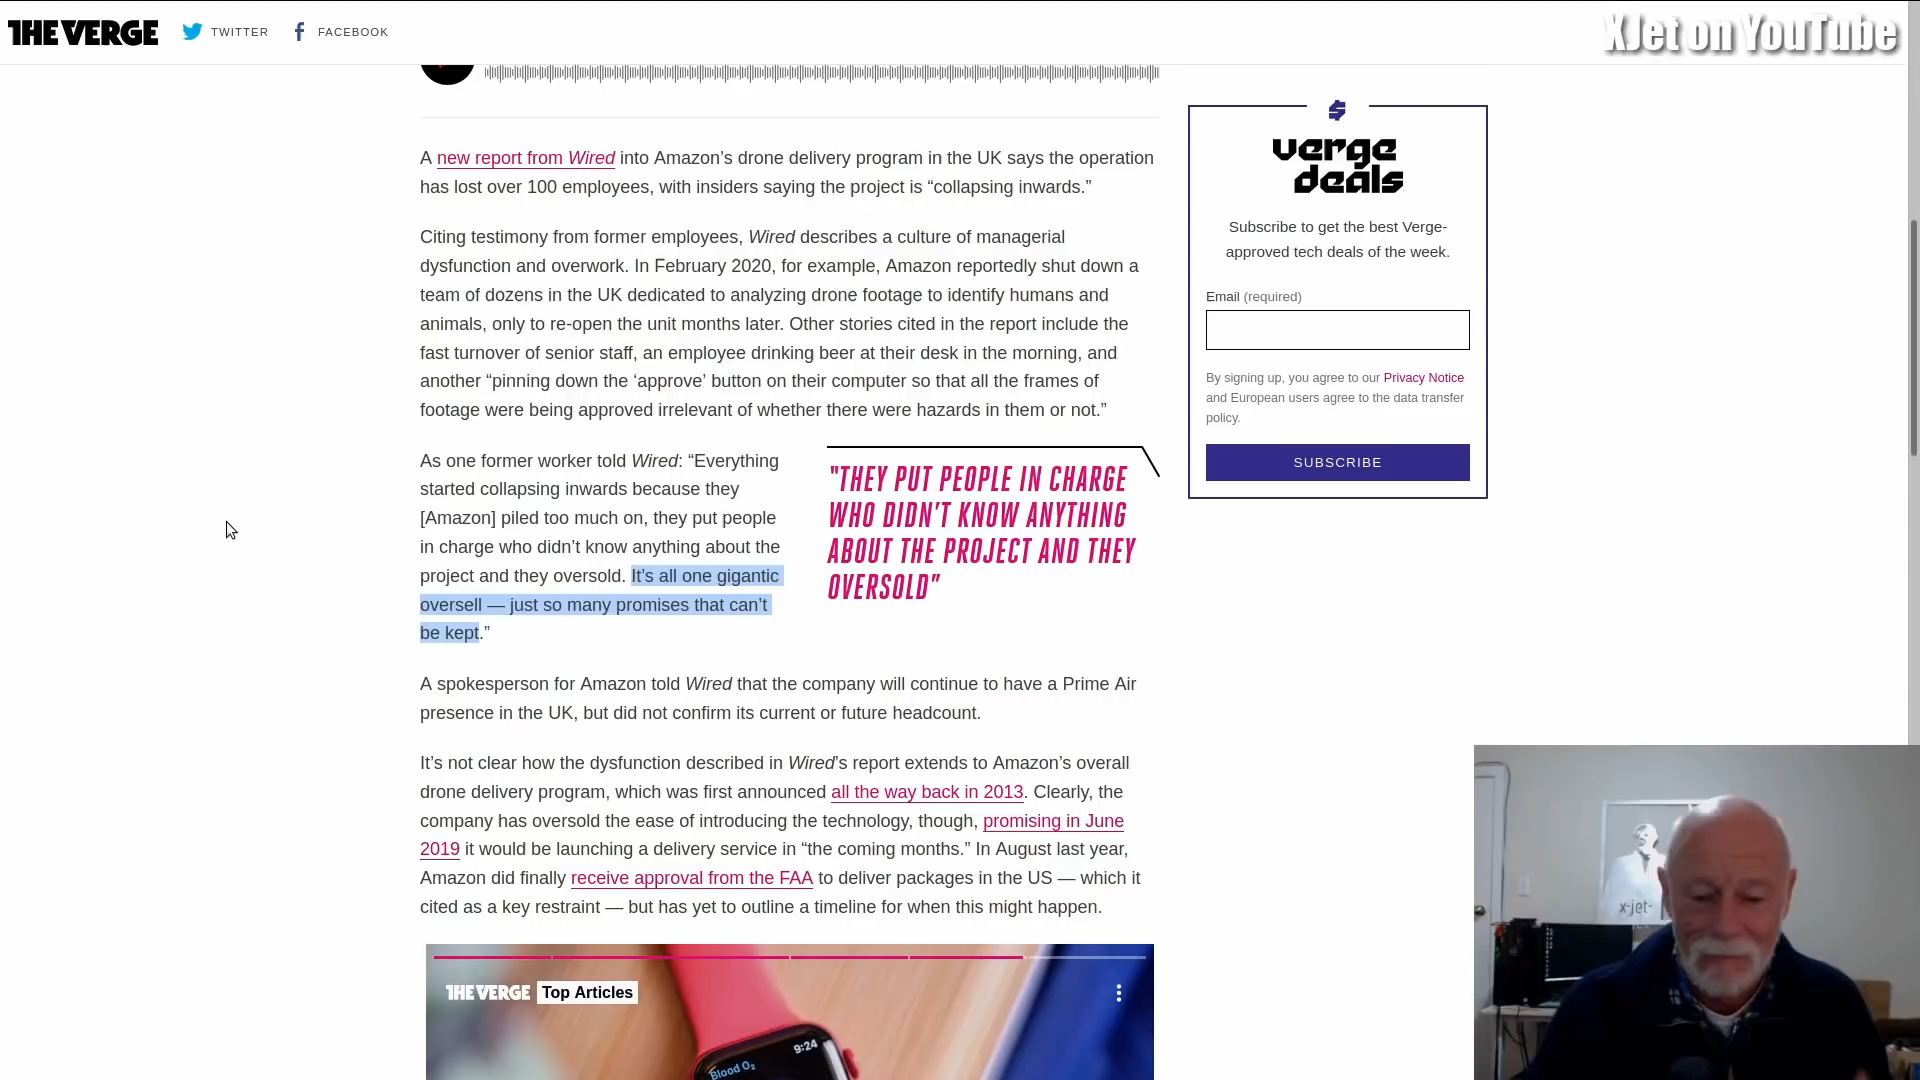 THE VERGE TWITTER FACEBOOK
XJet on YouTube
A new report from Wired into Amazon’s drone delivery program in the UK says the operation
has lost over 100 employees, with insiders saying the project is “collapsing inwards.”
Citing testimony from former employees, Wired describes a culture of managerial
dysfunction and overwork. In February 2020, for example, Amazon reportedly shut down a
team of dozens in the UK dedicated to analyzing drone footage to identify humans and
animals, only to re-open the unit months later. Other stories cited in the report include the
fast turnover of senior staff, an employee drinking beer at their desk in the morning, and
another “pinning down the ‘approve’ button on their computer so that all the frames of
footage were being approved irrelevant of whether there were hazards in them or not.”
As one former worker told Wired: “Everything
started collapsing inwards because they
[Amazon] piled too much on, they put people
in charge who didn’t know anything about the
project and they oversold. It’s all one gigantic
oversell — just so many promises that can’t
be kept.”
"THEY PUT PEOPLE IN CHARGE
WHO DIDN'T KNOW ANYTHING
ABOUT THE PROJECT AND THEY
OVERSOLD”
A spokesperson for Amazon told Wired that the company will continue to have a Prime Air
presence in the UK, but did not confirm its current or future headcount.
It’s not clear how the dysfunction described in Wired’s report extends to Amazon’s overall
drone delivery program, which was first announced all the way back in 2013. Clearly, the
company has oversold the ease of introducing the technology, though, promising in June
2019 it would be launching a delivery service in “the coming months.” In August last year,
Amazon did finally receive approval from the FAA to deliver packages in the US — which it
cited as a key restraint — but has yet to outline a timeline for when this might happen.
THE VERGE Top Articles
9:24
Blood O₂
verge
deals
Subscribe to get the best Verge-
approved tech deals of the week.
Email (required)
By signing up, you agree to our Privacy Notice
and European users agree to the data transfer
policy.
SUBSCRIBE
x-jet-